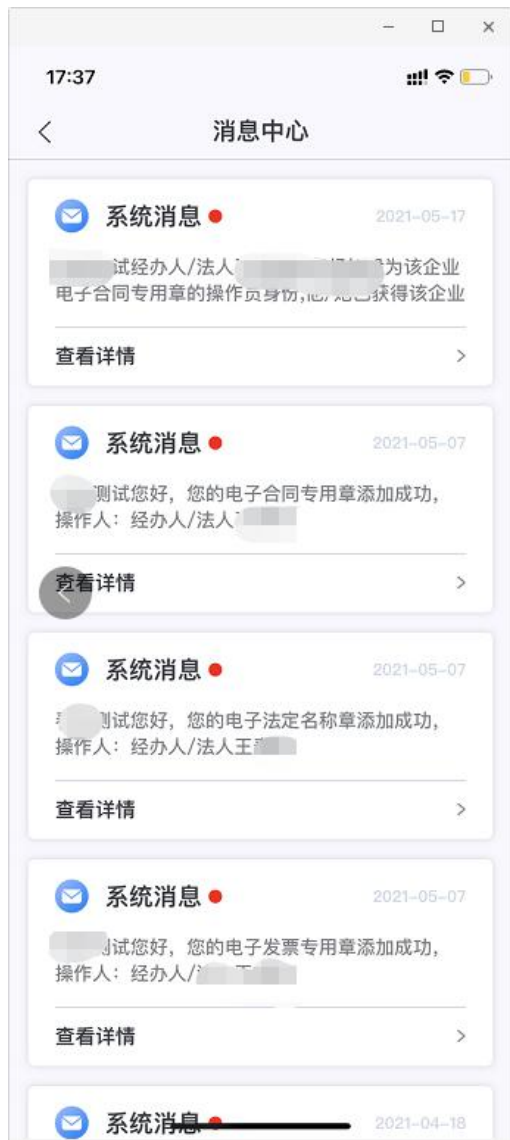 17:37
消息中心
系统消息
2021-05-17
试经办人/法人 为该企业
电子合同专用章的操作员身份,他/她已获得该企业
查看详情
系统消息
2021-05-07
测试您好，您的电子合同专用章添加成功，
操作人：经办人/法人
查看详情
系统消息
2021-05-07
测试您好，您的电子法定名称章添加成功，
操作人：经办人/法人王
查看详情
系统消息
2021-05-07
试您好，您的电子发票专用章添加成功，
操作人：经办人/
查看详情
系统消息
2021-04-18